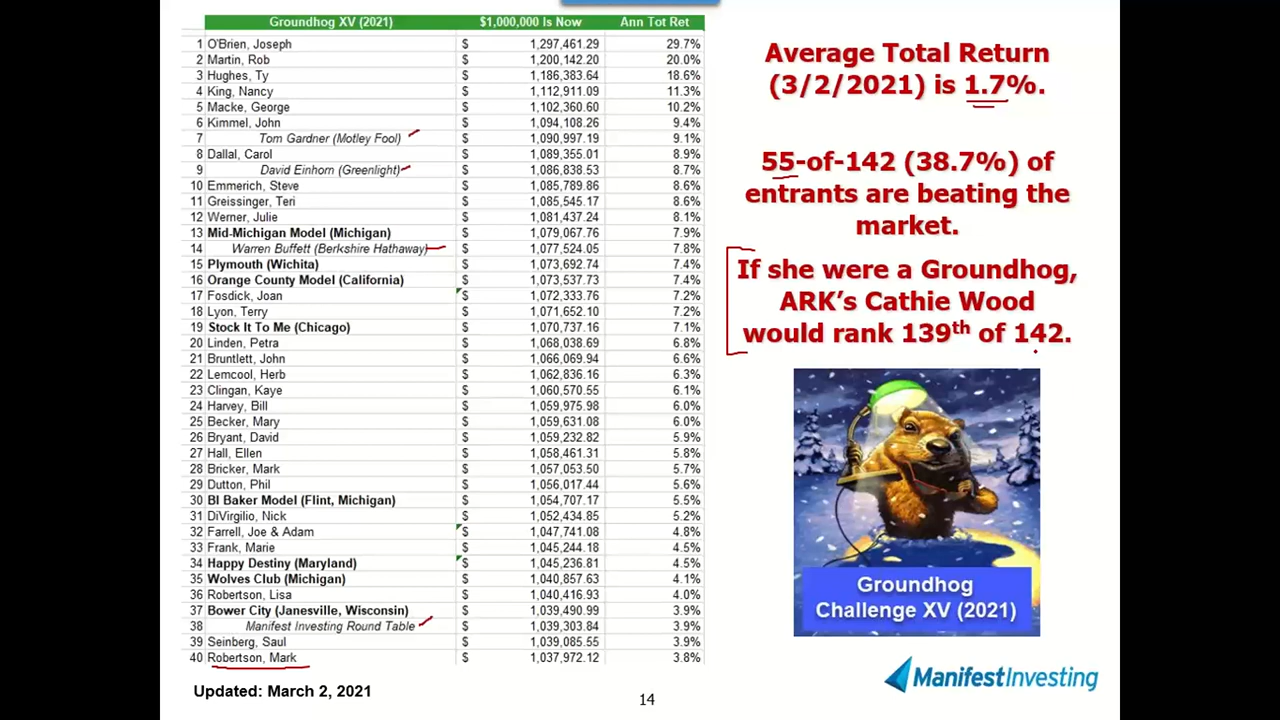 Groundhog XV (2021) $1,000,000 Is Now Ann Tot Ret
1 O'Brien, Joseph $ 1,297,461.29 29.7%
2 Martin, Rob $ 1,200,142.20 20.0%
3 Hughes, Ty $ 1,186,383.64 18.6%
4 King, Nancy $ 1,112,911.09 11.3%
5 Macke, George $ 1,102,360.60 10.2%
6 Kimmel, John $ 1,094,108.26 9.4%
7 Tom Gardner (Motley Fool) $ 1,090,997.19 9.1%
8 Dallal, Carol $ 1,089,355.01 8.9%
9 David Einhorn (Greenlight) $ 1,086,838.53 8.7%
10 Emmerich, Steve $ 1,085,789.86 8.6%
11 Greissinger, Teri $ 1,085,545.17 8.6%
12 Werner, Julie $ 1,081,437.24 8.1%
13 Mid-Michigan Model (Michigan) $ 1,079,067.76 7.9%
14 Warren Buffett (Berkshire Hathaway) $ 1,077,524.05 7.8%
15 Plymouth (Wichita) $ 1,073,692.74 7.4%
16 Orange County Model (California) $ 1,073,537.73 7.4%
17 Fosdick, Joan $ 1,072,333.76 7.2%
18 Lyon, Terry $ 1,071,652.10 7.2%
19 Stock It To Me (Chicago) $ 1,070,737.16 7.1%
20 Linden, Petra $ 1,068,038.69 6.8%
21 Bruntlett, John $ 1,066,069.94 6.6%
22 Lemcool, Herb $ 1,062,836.16 6.3%
23 Clingan, Kaye $ 1,060,570.55 6.1%
24 Harvey, Bill $ 1,059,975.98 6.0%
25 Becker, Mary $ 1,059,631.08 6.0%
26 Bryant, David $ 1,059,232.82 5.9%
27 Hall, Ellen $ 1,058,461.31 5.8%
28 Bricker, Mark $ 1,057,053.50 5.7%
29 Dutton, Phil $ 1,056,017.44 5.6%
30 BI Baker Model (Flint, Michigan) $ 1,054,707.17 5.5%
31 DiVirgilio, Nick $ 1,052,434.85 5.2%
32 Farrell, Joe & Adam $ 1,047,741.08 4.8%
33 Frank, Marie $ 1,045,244.18 4.5%
34 Happy Destiny (Maryland) $ 1,045,236.81 4.5%
35 Wolves Club (Michigan) $ 1,040,857.63 4.1%
36 Robertson, Lisa $ 1,040,416.93 4.0%
37 Bower City (Janesville, Wisconsin) $ 1,039,490.99 3.9%
38 Manifest Investing Round Table $ 1,039,303.84 3.9%
39 Seinberg, Saul $ 1,039,085.55 3.9%
40 Robertson, Mark $ 1,037,972.12 3.8%
Updated: March 2, 2021
Average Total Return
(3/2/2021) is 1.7%.
55-of-142 (38.7%) of
entrants are beating the
market.
If she were a Groundhog,
ARK's Cathie Wood
would rank 139th of 142.
Groundhog
Challenge XV (2021)
ManifestInvesting
14